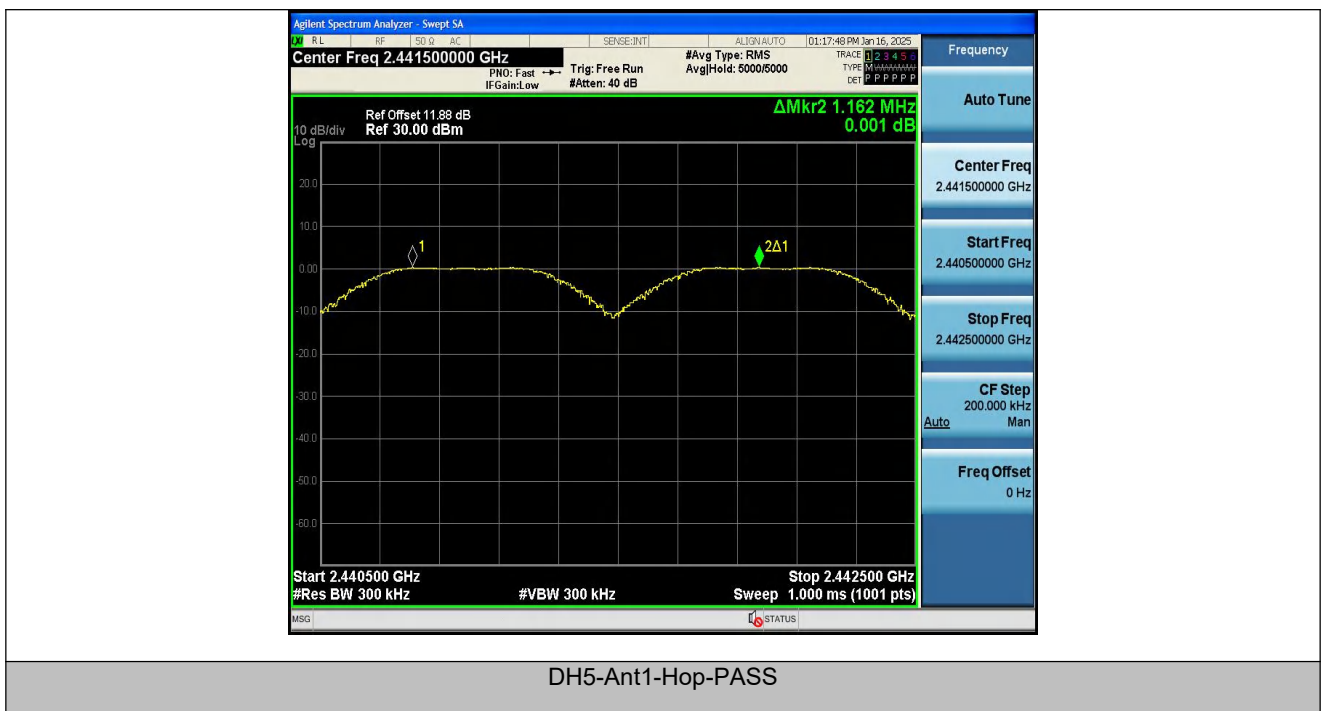 Agilent Spectrum Analyzer - Swept SA
RL RF 50 Ω AC SENSE:INT ALIGN AUTO 01:17:48 PM Jan 16, 2025
Center Freq 2.441500000 GHz
PNO: Fast
IFGain:Low
Trig: Free Run
#Atten: 40 dB
#Avg Type: RMS
Avg|Hold: 5000/5000
TRACE 1 2 3 4 5 6
TYPE M
DET P P P P P P
Frequency
ΔMkr2 1.162 MHz
0.001 dB
Ref Offset 11.88 dB
10 dB/div Ref 30.00 dBm
Log
20.0
10.0
0.00
-10.0
-20.0
-30.0
-40.0
-50.0
-60.0
1
2Δ1
Start 2.440500 GHz Stop 2.442500 GHz
#Res BW 300 kHz #VBW 300 kHz Sweep 1.000 ms (1001 pts)
MSG STATUS
Auto Tune
Center Freq
2.441500000 GHz
Start Freq
2.440500000 GHz
Stop Freq
2.442500000 GHz
CF Step
200.000 kHz
Auto Man
Freq Offset
0 Hz
DH5-Ant1-Hop-PASS